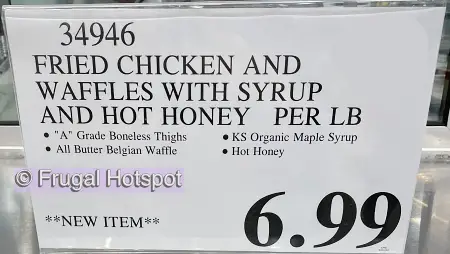 34946
FRIED CHICKEN AND
WAFFLES WITH SYRUP
AND HOT HONEY PER LB
• "A" Grade Boneless Thighs • KS Organic Maple Syrup
• All Butter Belgian Waffle • Hot Honey
© Frugal Hotspot
**NEW ITEM** 6.99